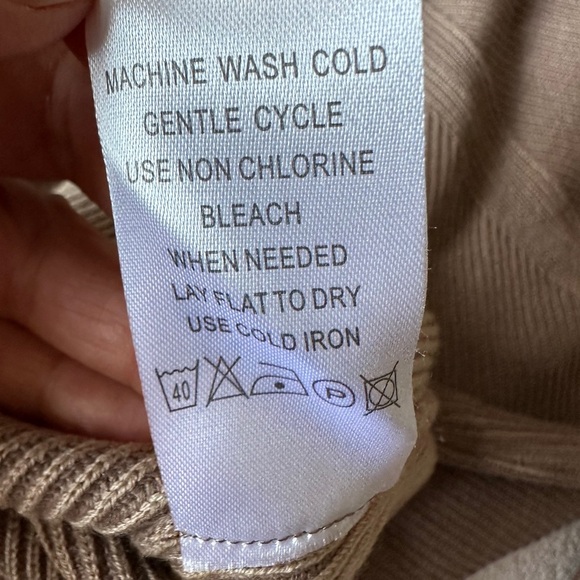 MACHINE WASH COLD
GENTLE CYCLE
USE NON CHLORINE
BLEACH
WHEN NEEDED
LAY FLAT TO DRY
USE COLD IRON
40 P